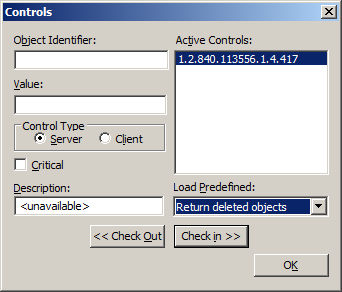 Controls
Object Identifier:
Value:
Control Type
Server
Client
Critical
Description:
<unavailable>
Active Controls:
1.2.840.113556.1.4.417
Load Predefined:
Return deleted objects
<< Check Out
Check in >>
OK